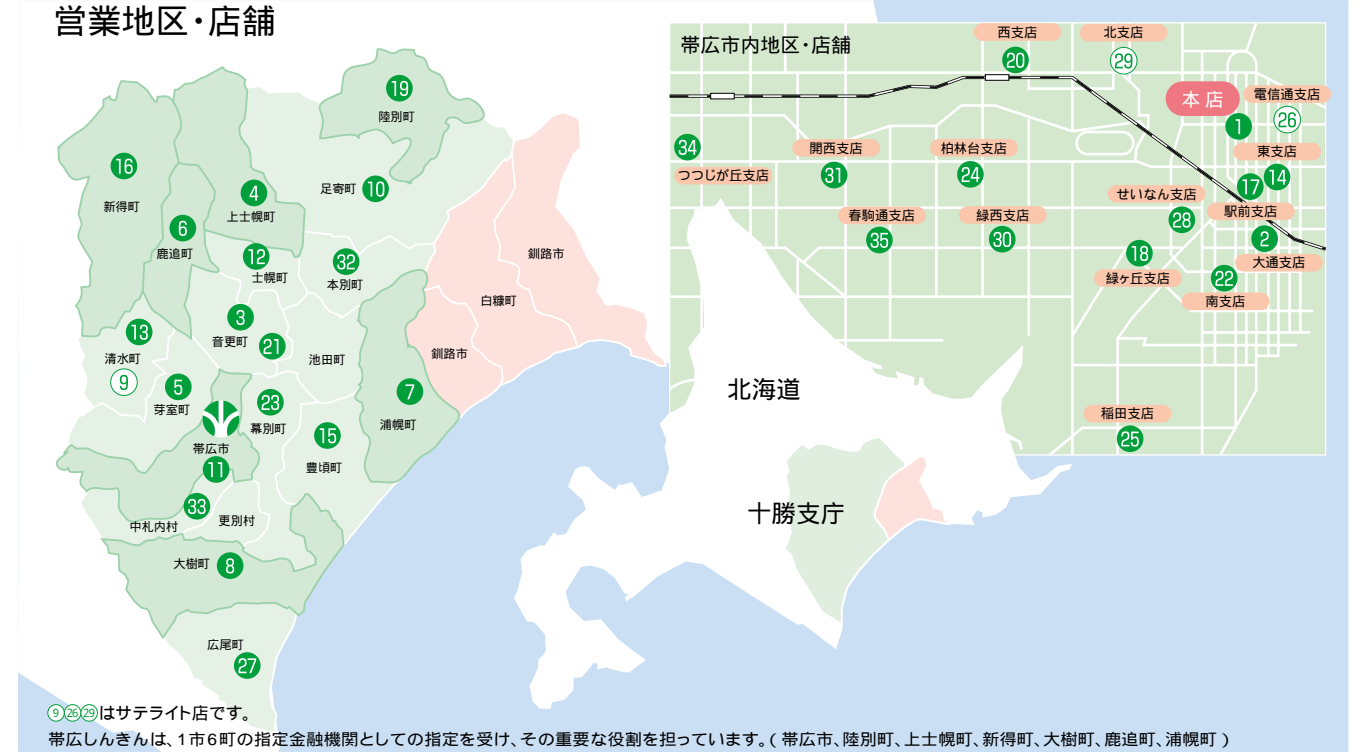 営業地区・店舗
19
陸別町
16
新得町
4
上士幌町
足寄町 10
6
鹿追町
12
士幌町
32
本別町
釧路市
白糠町
3
音更町
21
池田町
釧路市
13
清水町
9
5
芽室町
23
幕別町
7
浦幌町
帯広市
11
15
豊頃町
33
中札内村
更別村
大樹町 8
広尾町
27
⑨㉖㉙はサテライト店です。
帯広しんきんは、1市6町の指定金融機関としての指定を受け、その重要な役割を担っています。(帯広市、陸別町、上士幌町、新得町、大樹町、鹿追町、浦幌町)
帯広市内地区・店舗
西支店
20
北支店
29
本店
1
電信通支店
26
東支店
14
17
駅前支店
34
つつじが丘支店
開西支店
31
柏林台支店
24
せいなん支店
28
春駒通支店
35
緑西支店
30
2
大通支店
18
緑ヶ丘支店
22
南支店
稲田支店
25
北海道
十勝支庁